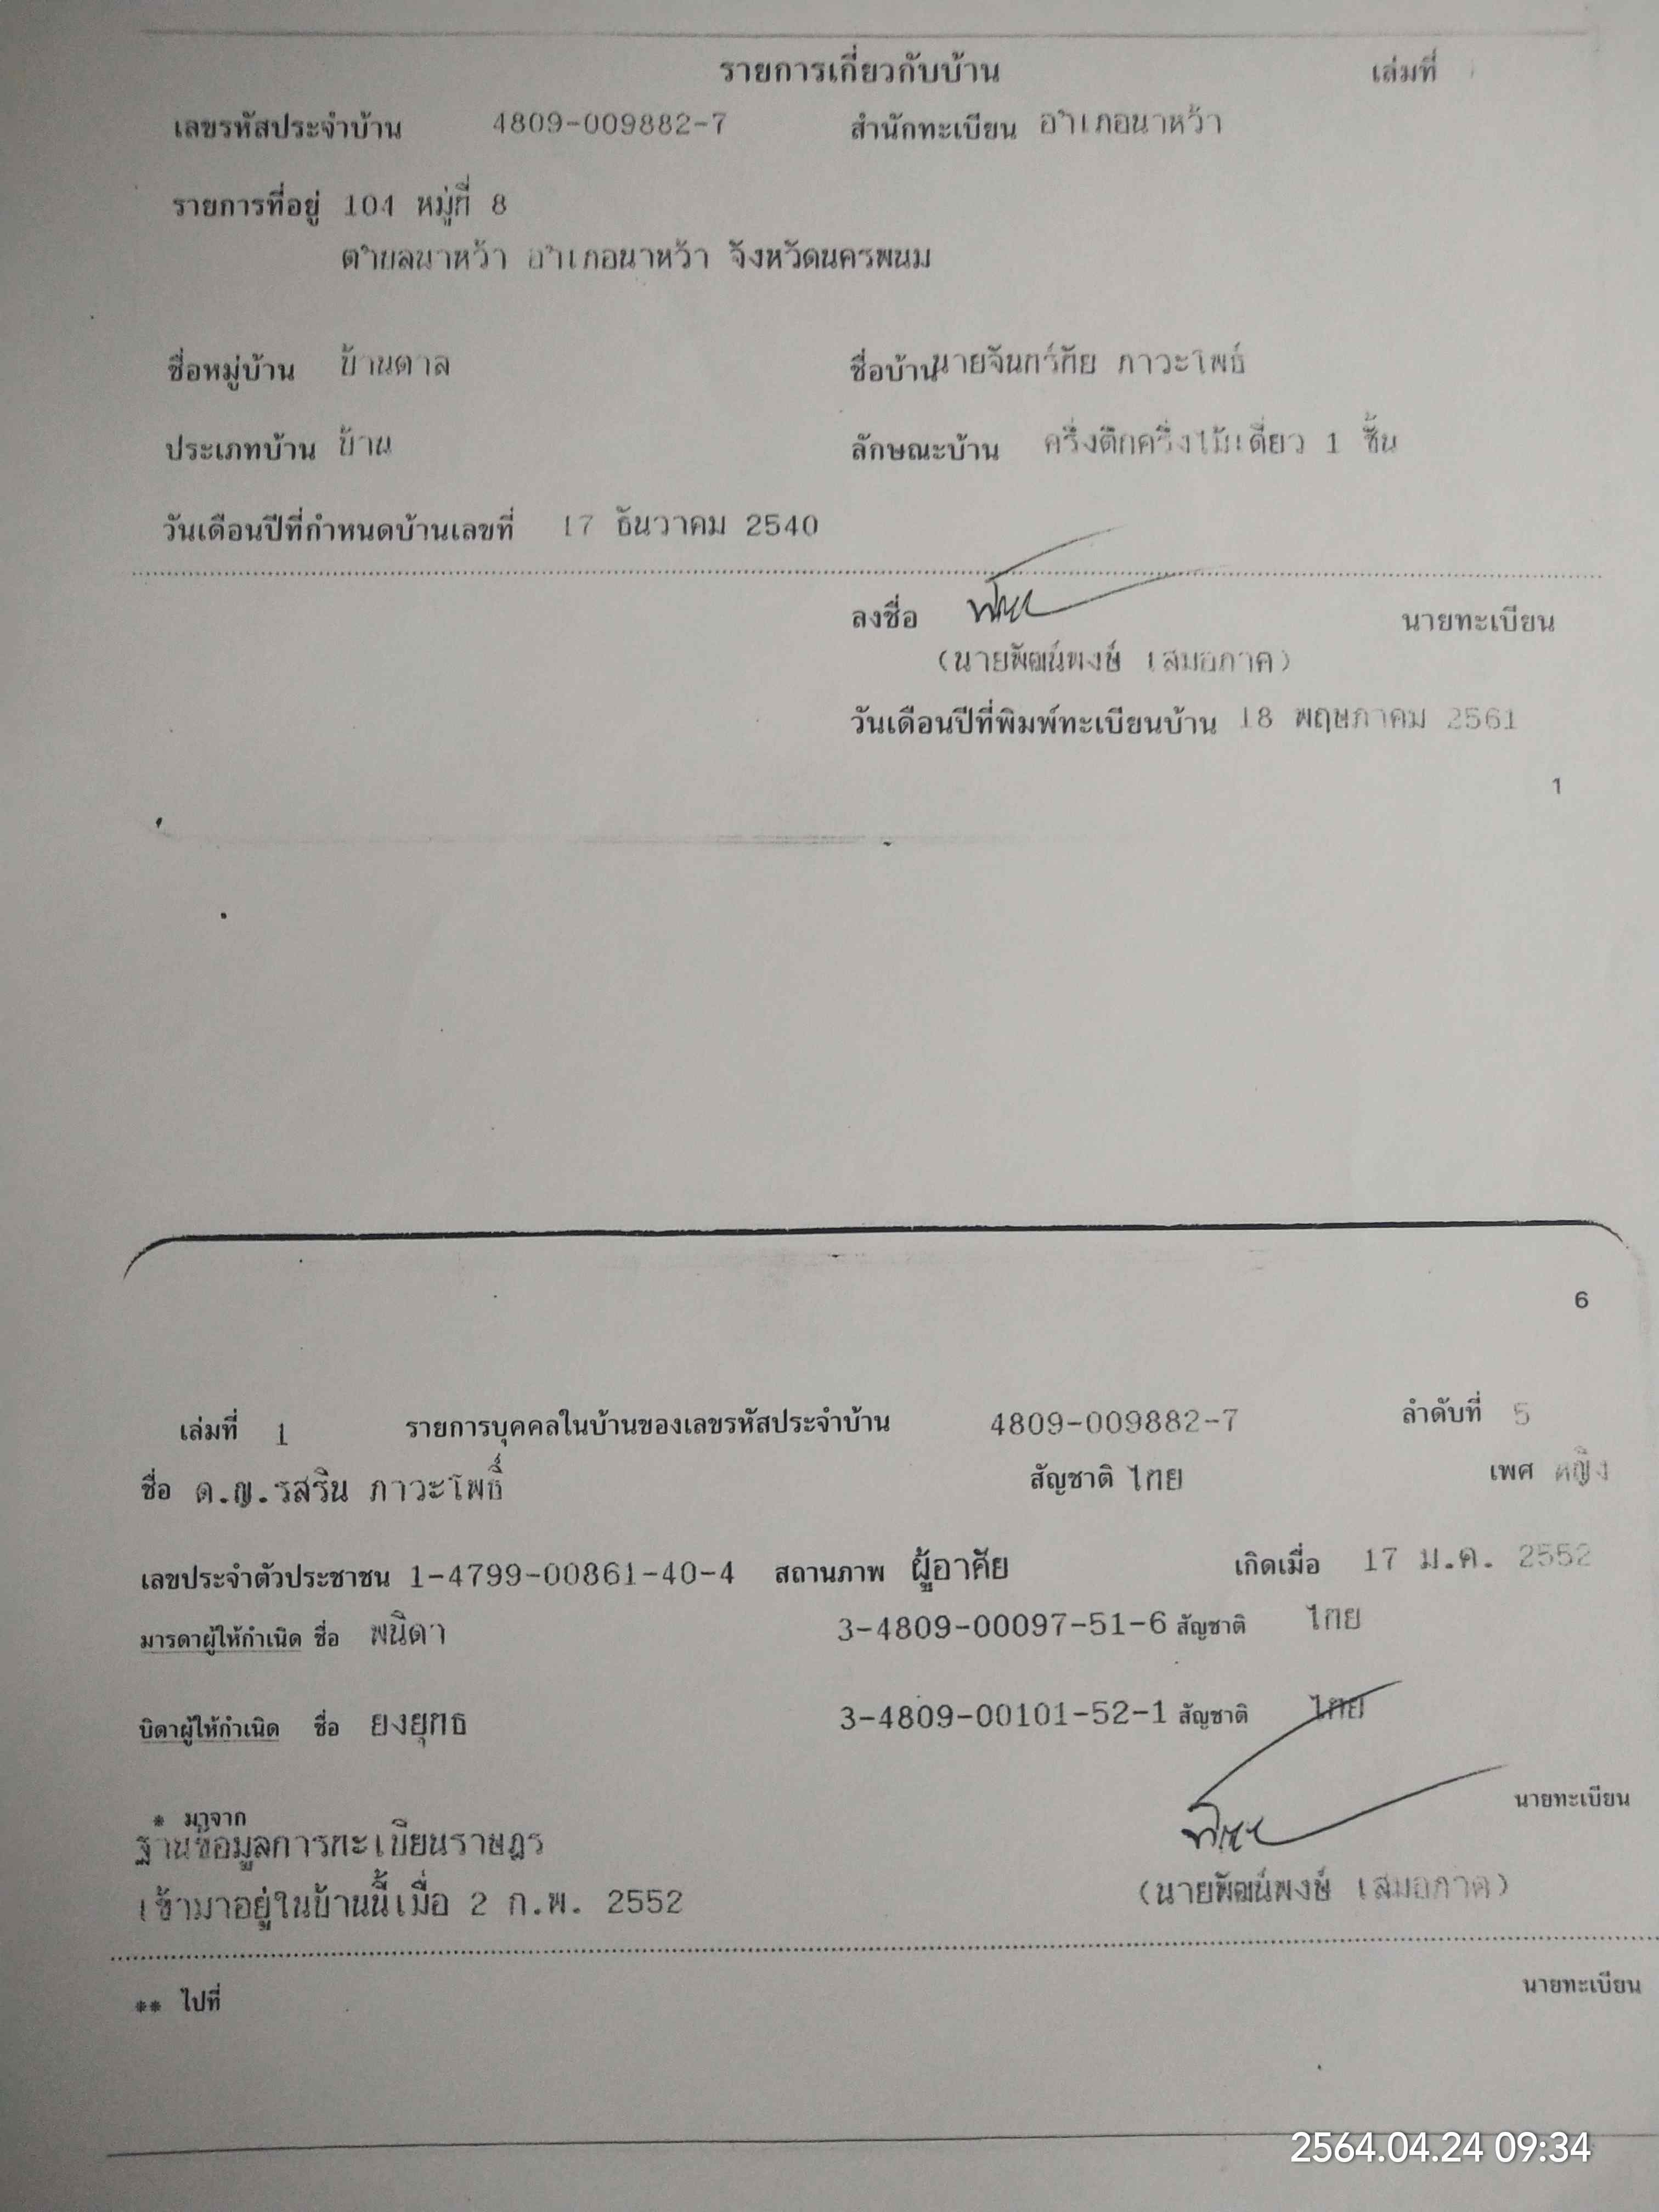 รายการเกี่ยวกับบ้าน เล่มที่
เลขรหัสประจำบ้าน 4809-009882-7 สำนักทะเบียน อำเภอนาหว้า
รายการที่อยู่ 101 หมู่ที่ 8
ตำบลนาหว้า อำเภอนาหว้า จังหวัดนครพนม
ชื่อหมู่บ้าน บ้านตาล ชื่อบ้าน นายจันทร์ทัย ภาวะโพธิ์
ประเภทบ้าน บ้าน ลักษณะบ้าน ครึ่งตึกครึ่งไม้เดี่ยว 1 ชั้น
วันเดือนปีที่กำหนดบ้านเลขที่ 17 ธันวาคม 2540
ลงชื่อ นายทะเบียน
(นายพัฒน์พงษ์ เสมอภาค)
วันเดือนปีที่พิมพ์ทะเบียนบ้าน 18 พฤษภาคม 2561
1
6
เล่มที่ 1 รายการบุคคลในบ้านของเลขรหัสประจำบ้าน 4809-009882-7 ลำดับที่ 5
ชื่อ ด.ญ.รสริน ภาวะโพธิ์ สัญชาติ ไทย เพศ หญิง
เลขประจำตัวประชาชน 1-4799-00861-40-4 สถานภาพ ผู้อาศัย เกิดเมื่อ 17 ม.ค. 2552
มารดาผู้ให้กำเนิด ชื่อ พนิดา 3-4809-00097-51-6 สัญชาติ ไทย
บิดาผู้ให้กำเนิด ชื่อ ยงยุทธ 3-4809-00101-52-1 สัญชาติ ไทย
* มาจาก นายทะเบียน
ฐานข้อมูลการทะเบียนราษฎร
(นายพัฒน์พงษ์ เสมอภาค)
เข้ามาอยู่ในบ้านนี้เมื่อ 2 ก.พ. 2552
** ไปที่ นายทะเบียน
2564.04.24 09:34